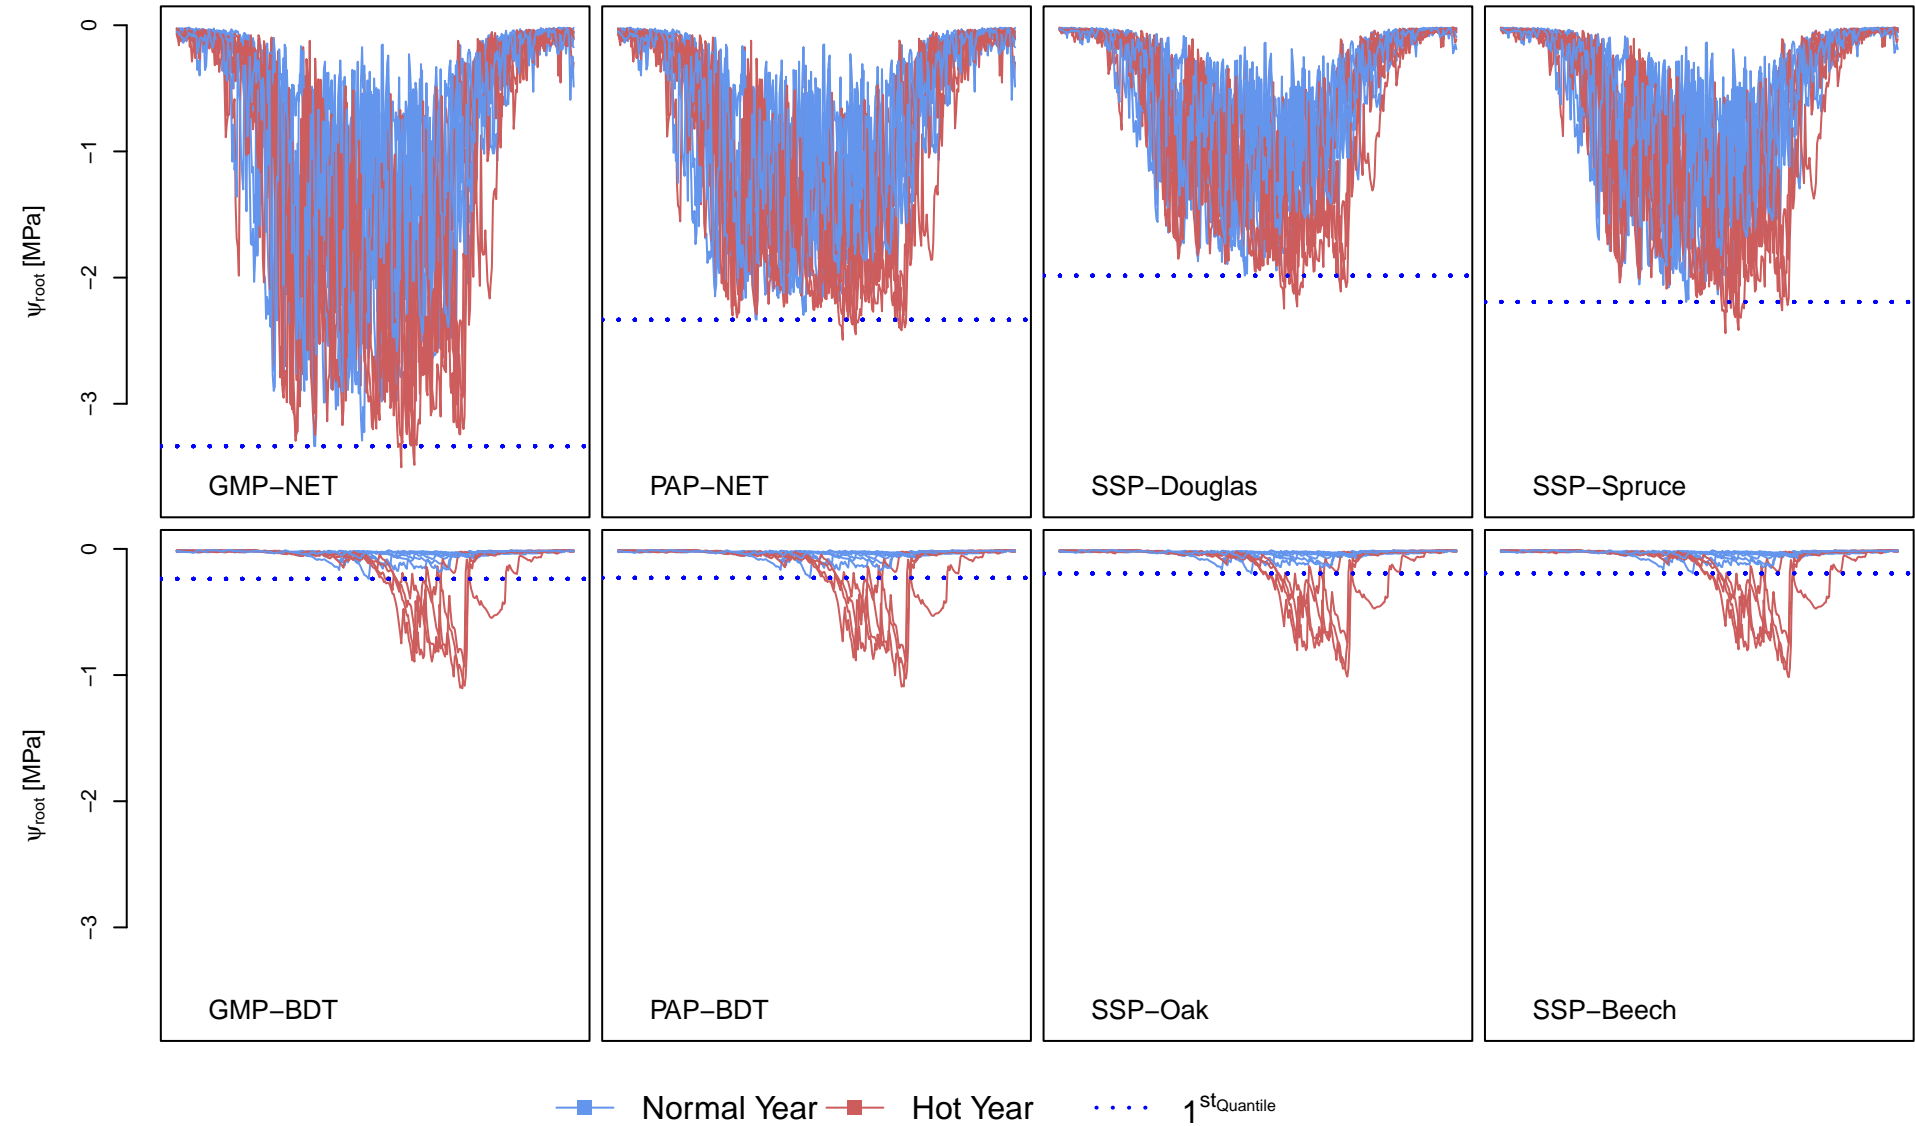 0
−1
−2
−3
ψroot [MPa]
GMP−NET
PAP−NET
SSP−Douglas
SSP−Spruce
0
−1
−2
−3
ψroot [MPa]
GMP−BDT
PAP−BDT
SSP−Oak
SSP−Beech
Normal Year Hot Year 1stQuantile